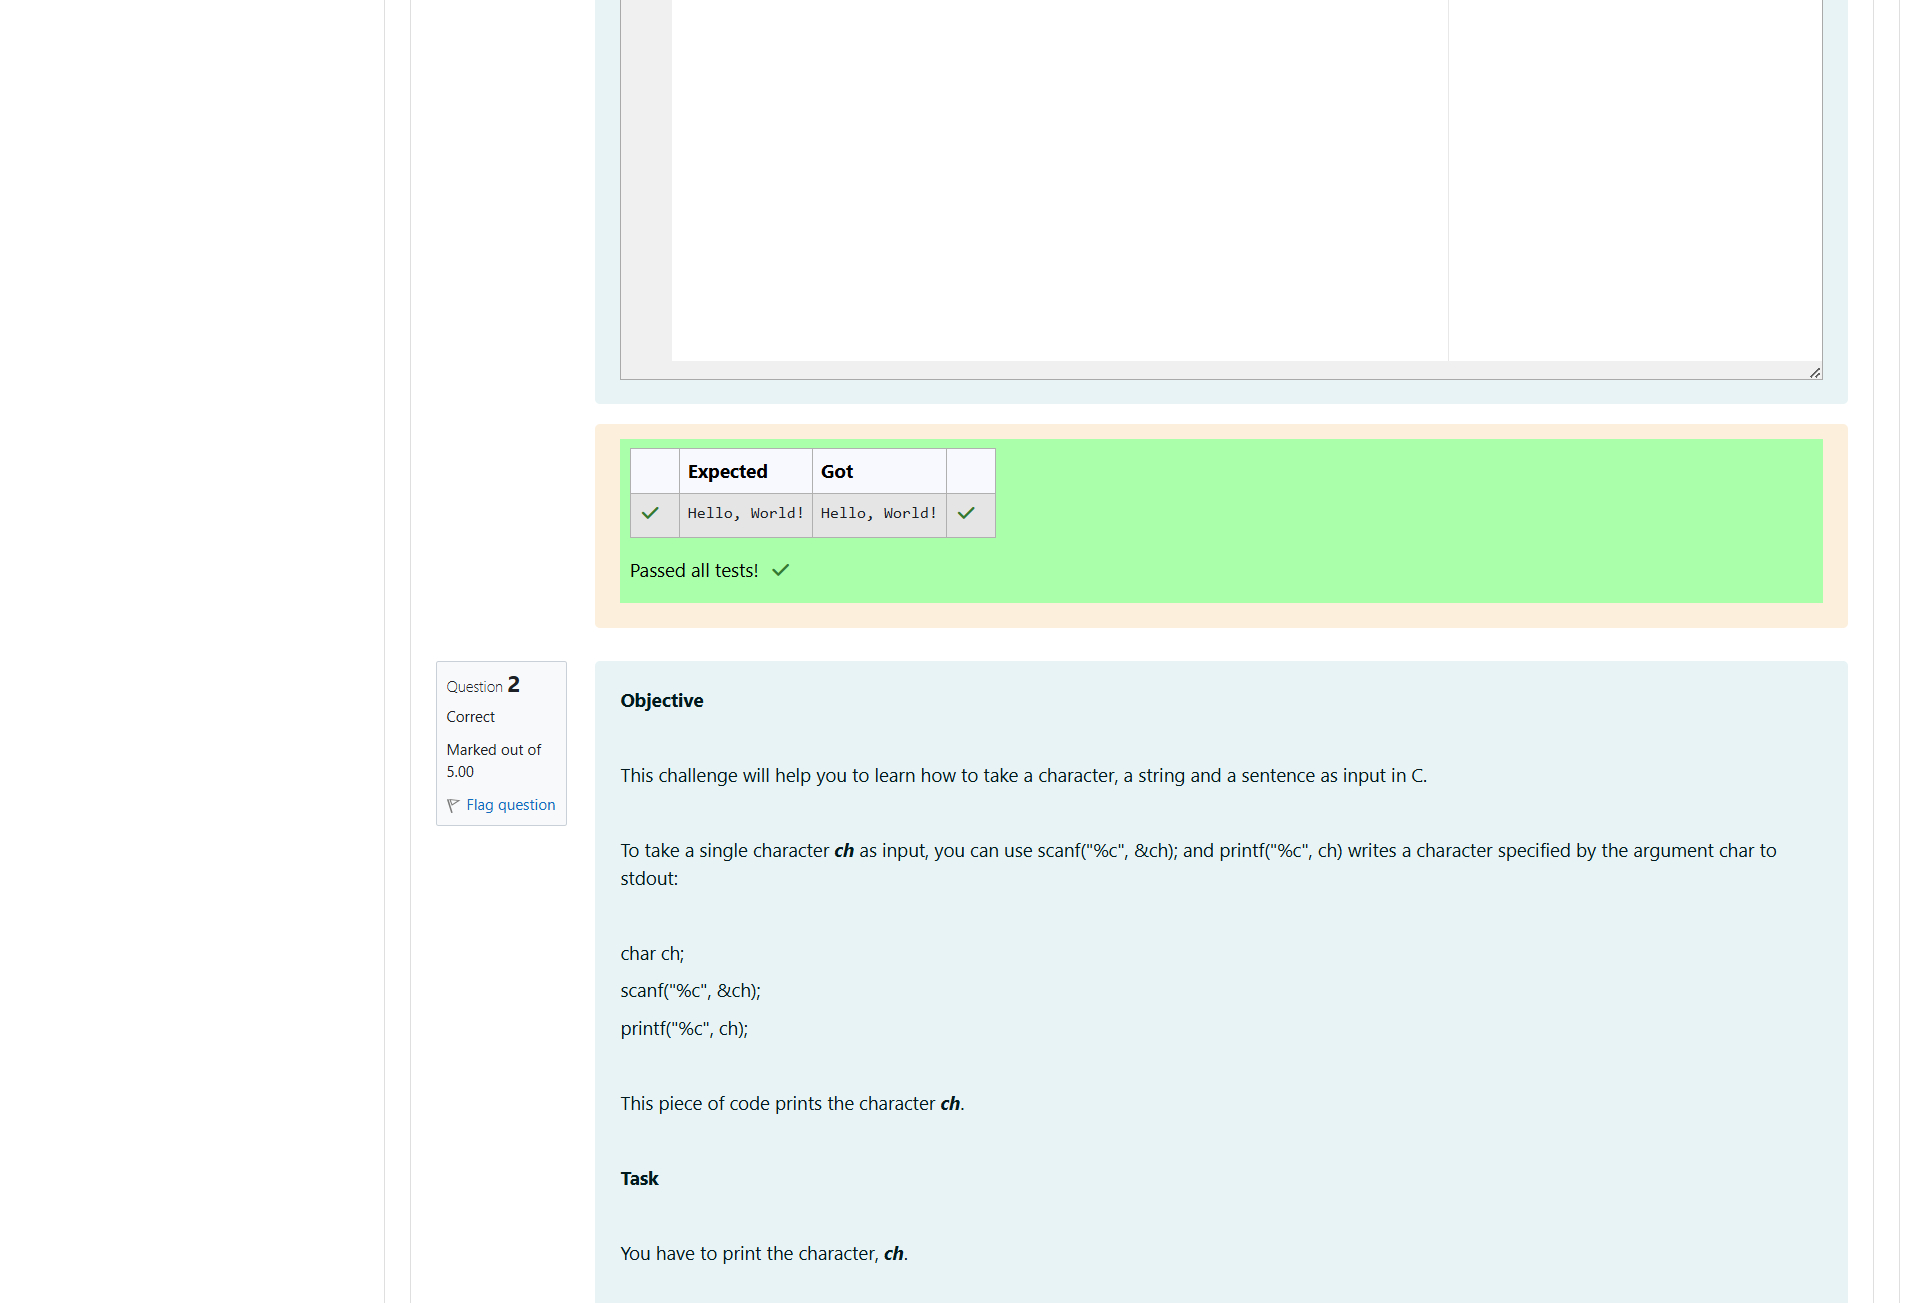 Expected Got
Hello, World! Hello, World!
Passed all tests!
Question 2
Correct
Marked out of
5.00
Flag question
Objective
This challenge will help you to learn how to take a character, a string and a sentence as input in C.
To take a single character ch as input, you can use scanf("%c", &ch); and printf("%c", ch) writes a character specified by the argument char to
stdout:
char ch;
scanf("%c", &ch);
printf("%c", ch);
This piece of code prints the character ch.
Task
You have to print the character, ch.